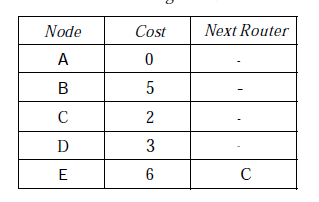 Node Cost Next Router
A 0 -
B 5 -
C 2 -
D 3 -
E 6 C